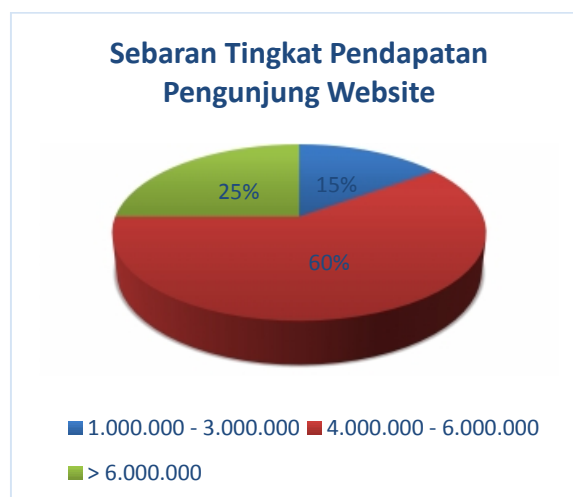 Sebaran Tingkat Pendapatan
Pengunjung Website
25%
15%
60%
1.000.000 - 3.000.000
4.000.000 - 6.000.000
> 6.000.000